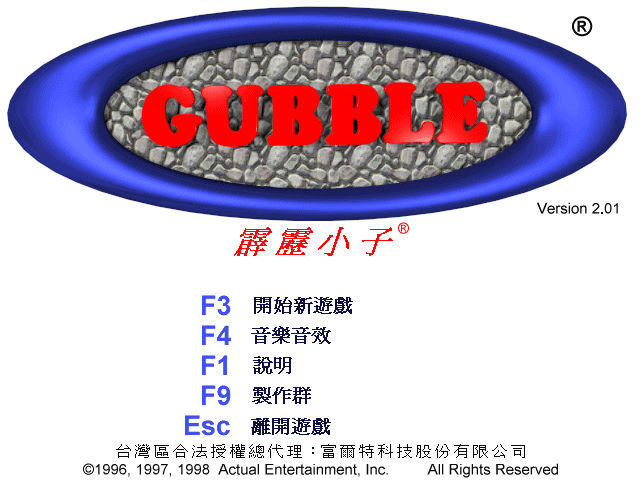 ®
GUBBLE
Version 2.01
霹靂小子®
F3 開始新遊戲
F4 音樂音效
F1 說明
F9 製作群
Esc 離開遊戲
台灣區合法授權總代理：富爾特科技股份有限公司
©1996, 1997, 1998 Actual Entertainment, Inc. All Rights Reserved